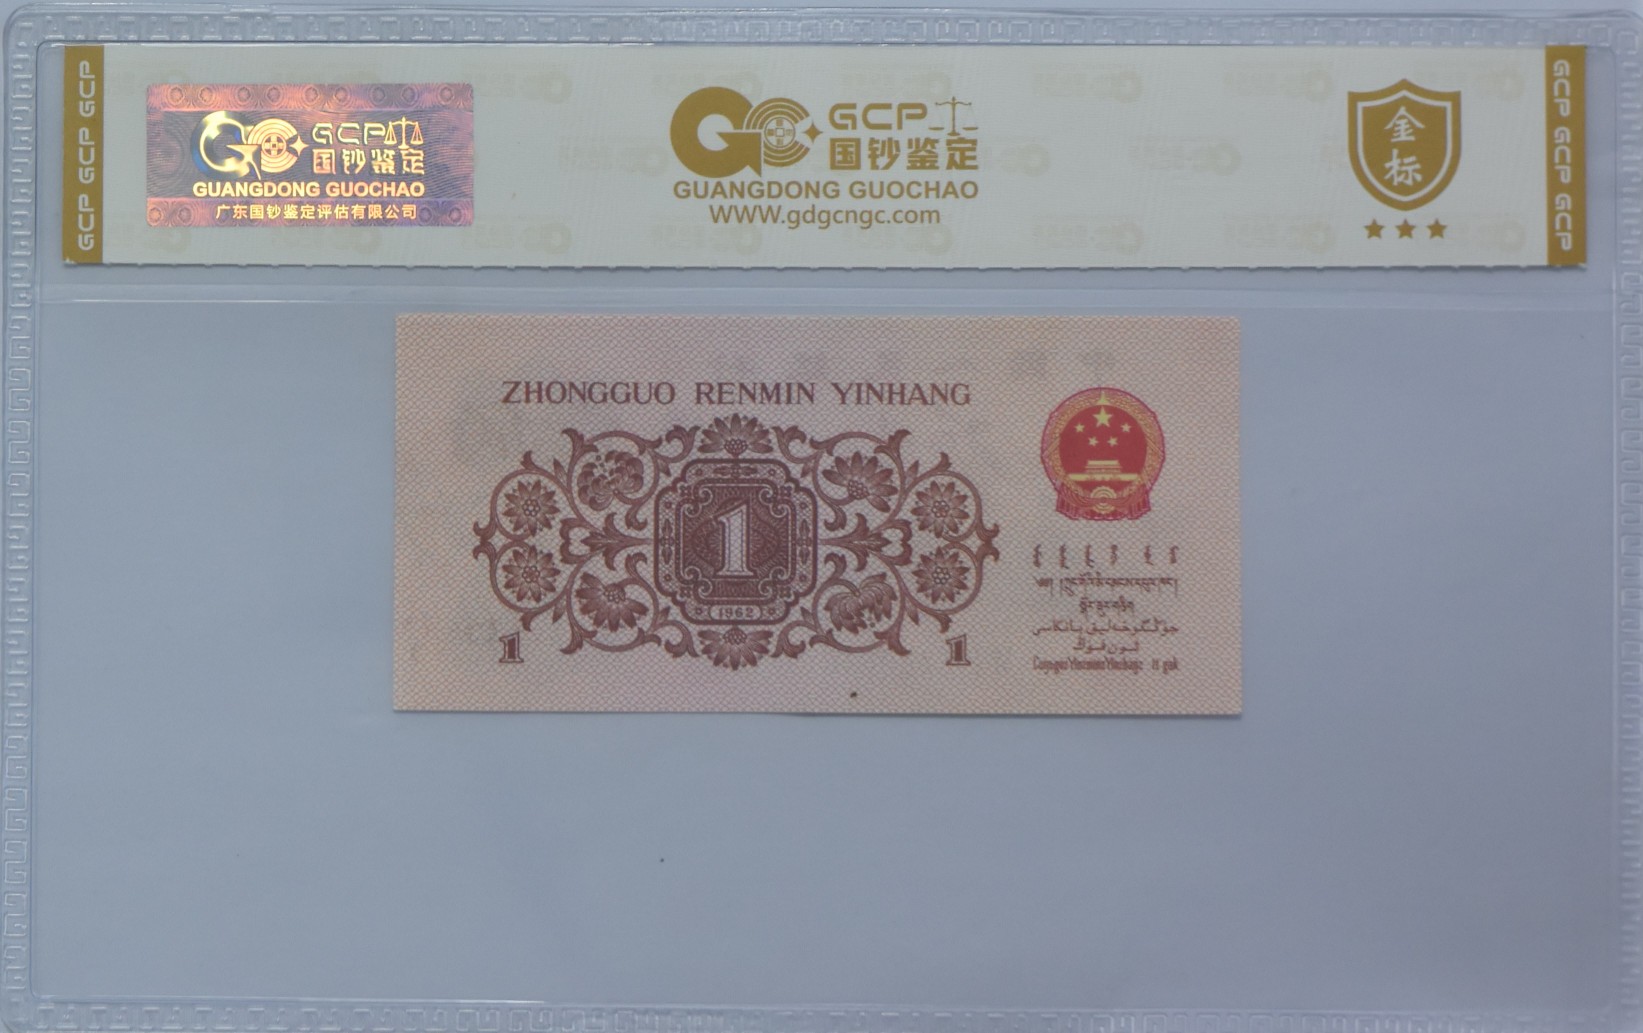 GCP GCP GCP
GCP
国钞鉴定
GUANGDONG GUOCHAO
广东国钞鉴定评估有限公司
GCP
国钞鉴定
GUANGDONG GUOCHAO
WWW.gdgcngc.com
金标
GCP GCP GCP
ZHONGGUO RENMIN YINHANG
1
1962
1 1